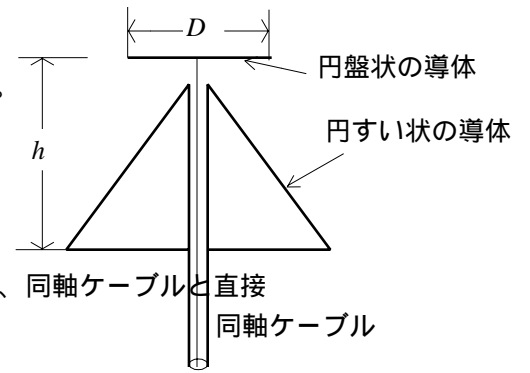 D
円盤状の導体
。
円すい状の導体
h
、同軸ケーブルと直接
同軸ケーブル